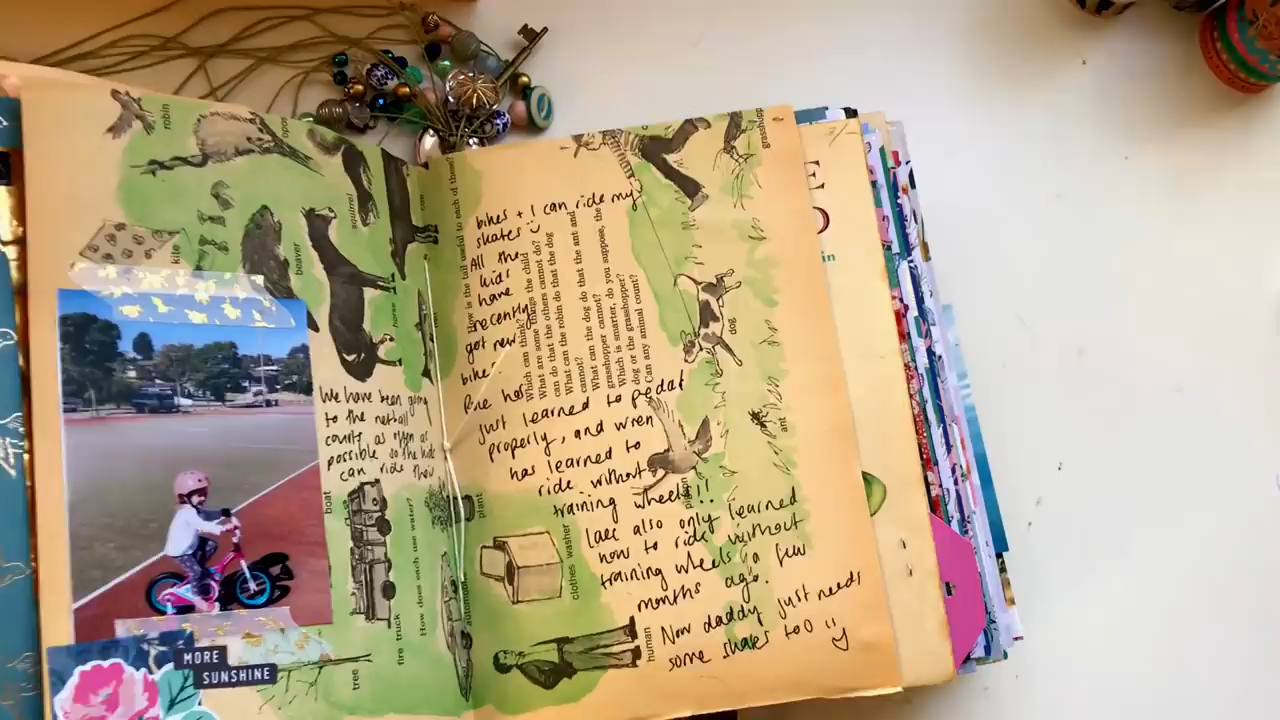 We have been going
to the netball
courts as often as
possible so the kids
can ride their
bikes + I can ride my
skates
All the
kids
have
recently
got new
bikes
just learned to pedal
properly, and wren
has learned to
ride without
training wheels!!
also only learned
how to ride without
training wheels a few
months ago.
Now daddy just needs
some skates too
MORE
SUNSHINE
robin
kite
beaver
squirrel
horse
cow
boat
fire truck
How does each use water?
tree
plant
automobile
clothes washer
human
How is the tail useful to each of these?
Which can think?
What are some things the child
can do that the others cannot do?
What can the robin do that the dog
cannot?
What can the dog do that the ant and
grasshopper cannot?
Which is smarter, do you suppose, the
dog or the grasshopper?
Can any animal count?
dog
ant
E
O
in